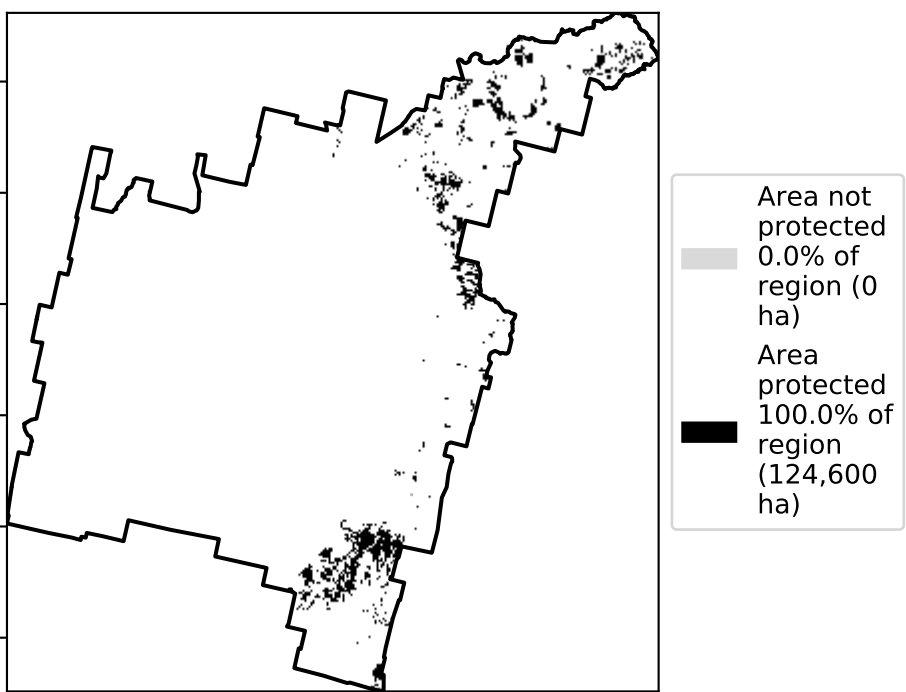 Area not
protected
0.0% of
region (0
ha)
Area
protected
100.0% of
region
(124,600
ha)